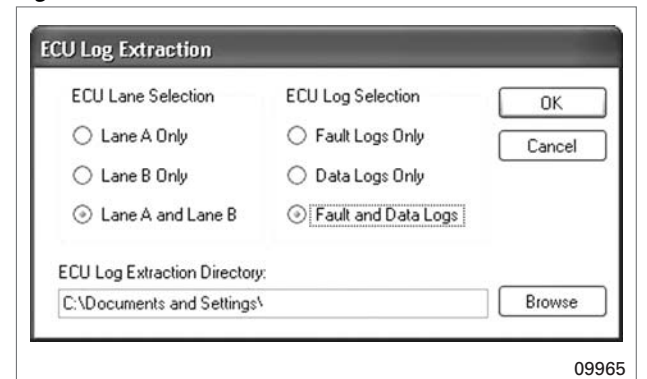 ECU Log Extraction
ECU Lane Selection
Lane A Only
Lane B Only
Lane A and Lane B
ECU Log Selection
Fault Logs Only
Data Logs Only
Fault and Data Logs
OK
Cancel
ECU Log Extraction Directory:
C:\Documents and Settings\
Browse
09965